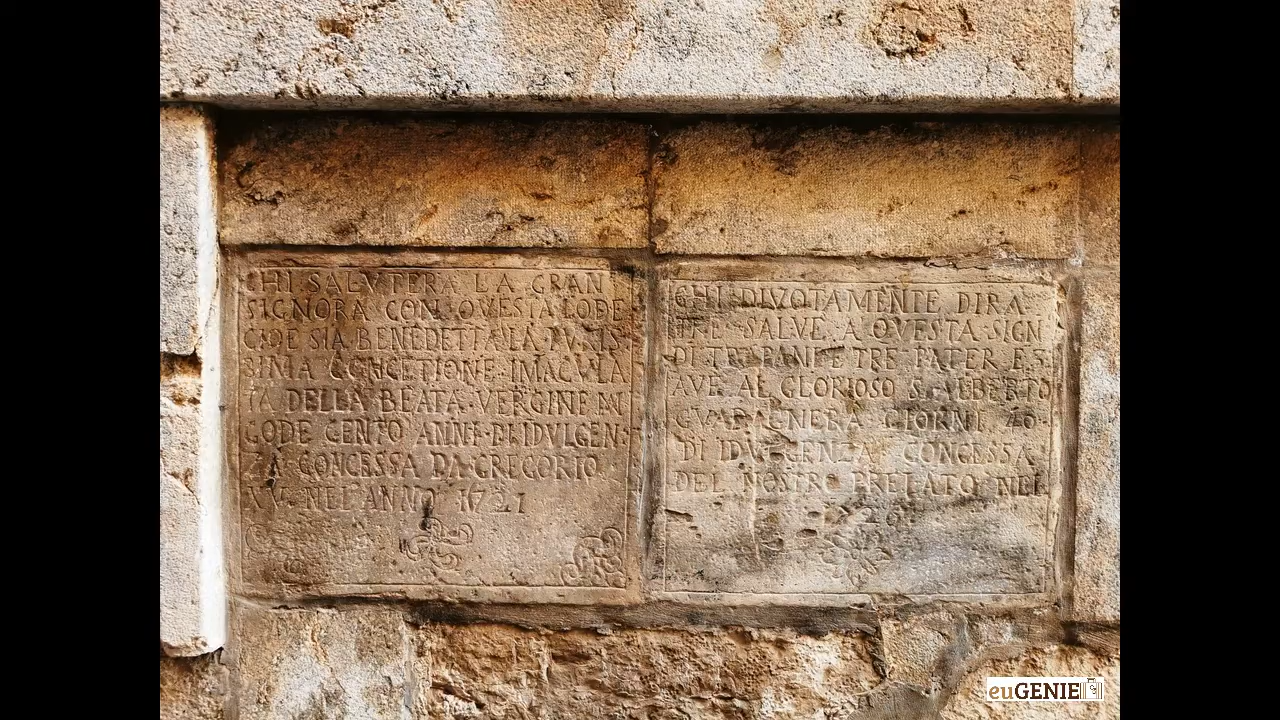 CHI SALVTERA LA GRAN
SIGNORA CON QVESTA LODE
CIOE SIA BENEDETTA LA PVRIS
SIMA CONCETIONE IMACVLA
TA DELLA BEATA VERGINE M
GODE CENTO ANNI DI IDVLGEN
ZA CONCESSA DA GREGORIO
XV NEL ANNO 1721
CHI DIVOTAMENTE DIRA
TRE SALVE A QVESTA SIGN
DI TRAPANI E TRE PATER E 3
AVE AL GLORIOSO S ALBERTO
GVADAGNERA GIORNI 40
DI IDVLGENZA CONCESSA
DEL NOSTRO PRELATO NEL
euGENIE